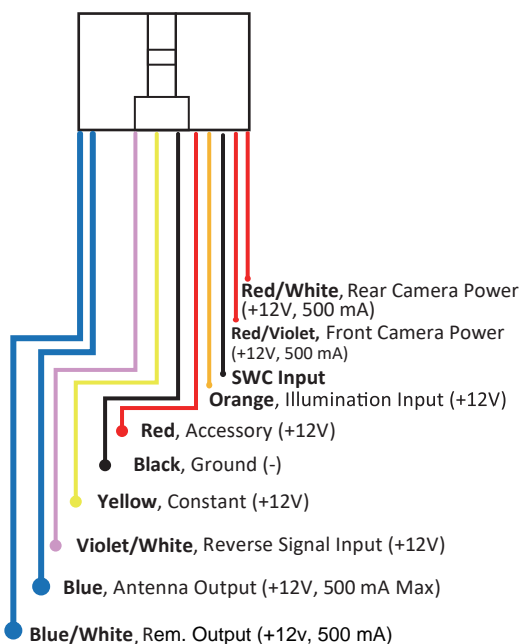 Red/White, Rear Camera Power
(+12V, 500 mA)
Red/Violet, Front Camera Power
(+12V, 500 mA)
SWC Input
Orange, Illumination Input (+12V)
Red, Accessory (+12V)
Black, Ground (-)
Yellow, Constant (+12V)
Violet/White, Reverse Signal Input (+12V)
Blue, Antenna Output (+12V, 500 mA Max)
Blue/White, Rem. Output (+12v, 500 mA)